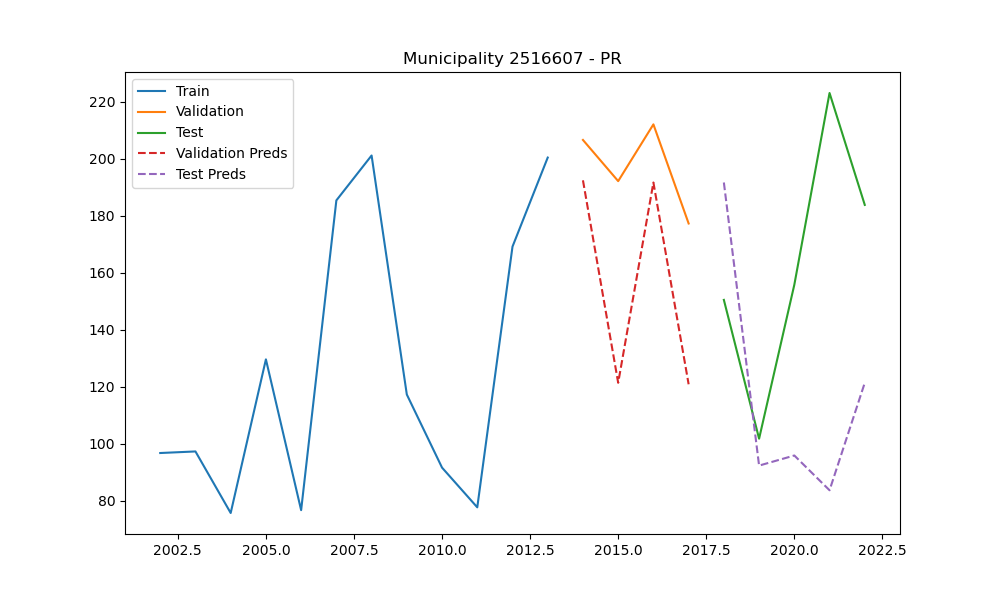 Municipality 2516607 - PR
Train
Validation
Test
Validation Preds
Test Preds
220
200
180
160
140
120
100
80
2002.5 2005.0 2007.5 2010.0 2012.5 2015.0 2017.5 2020.0 2022.5